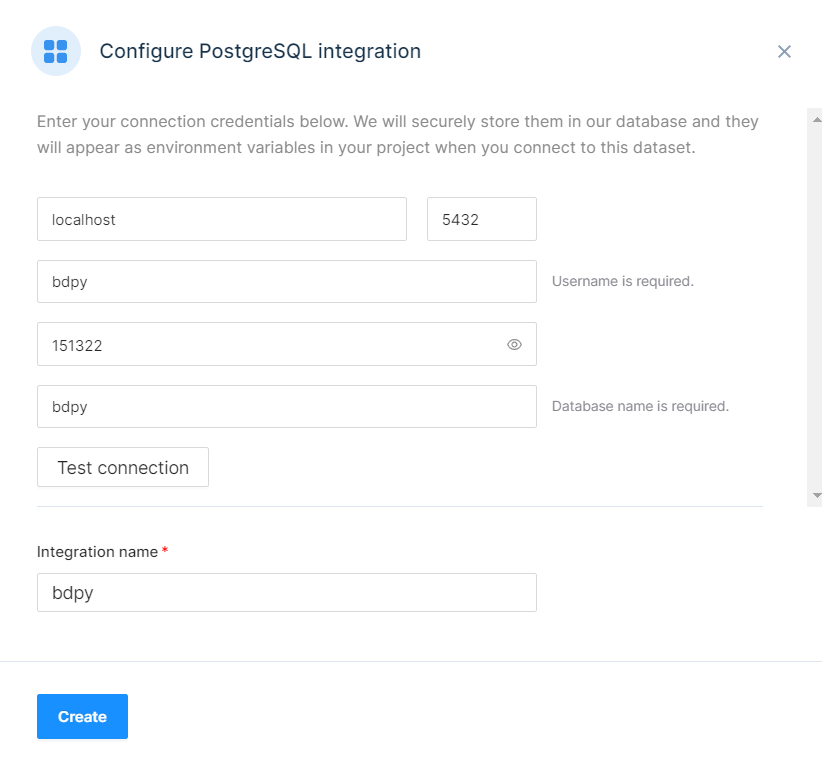 Configure PostgreSQL integration
Enter your connection credentials below. We will securely store them in our database and they
will appear as environment variables in your project when you connect to this dataset.
localhost
5432
bdpy
Username is required.
151322
bdpy
Database name is required.
Test connection
Integration name *
bdpy
Create